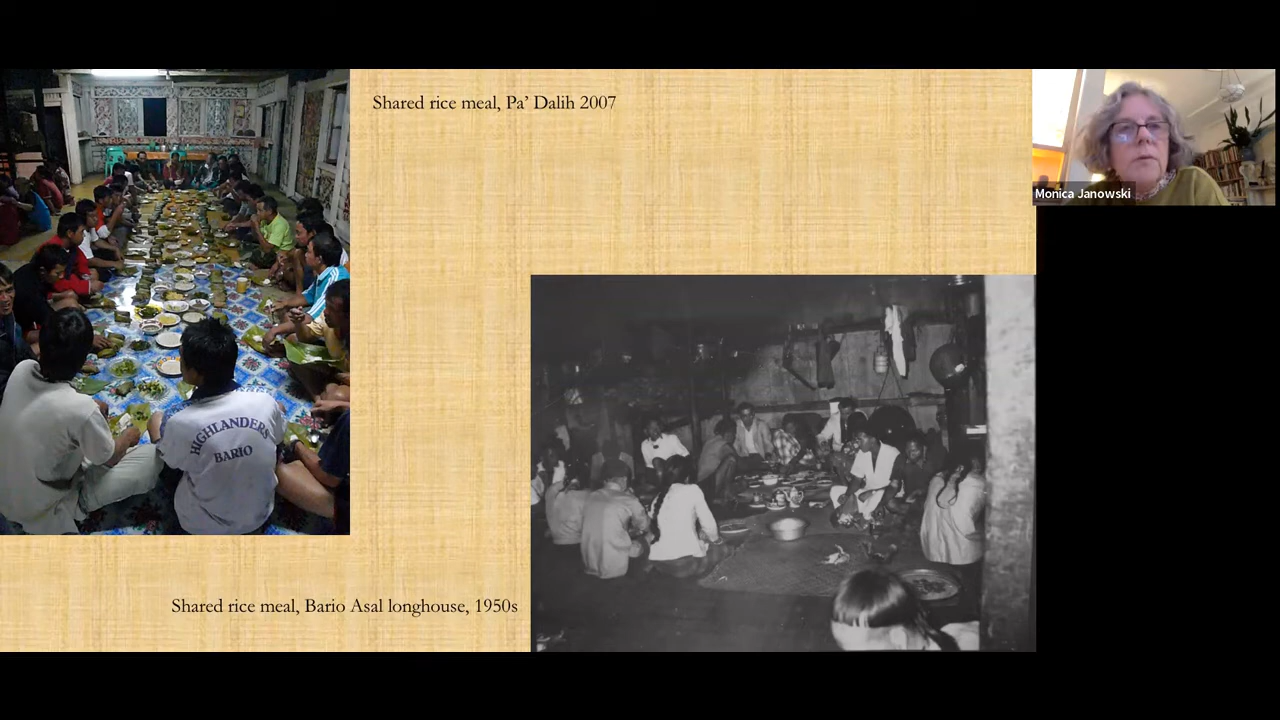 Shared rice meal, Pa’ Dalih 2007
Monica Janowski
HIGHLANDERS
BARIO
Shared rice meal, Bario Asal longhouse, 1950s